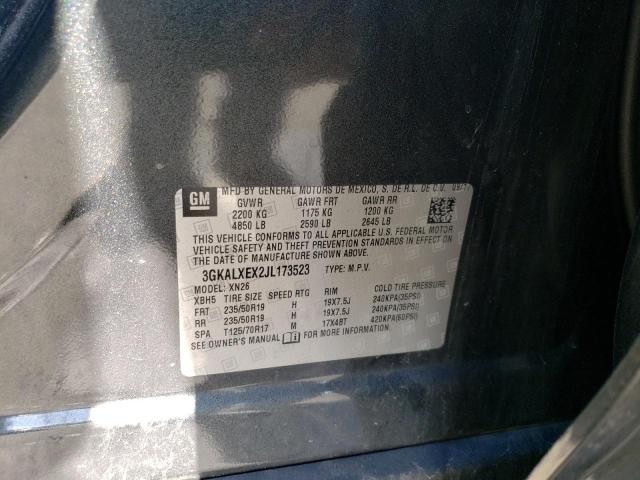 GM
MFD BY GENERAL MOTORS DE MEXICO, S. DE R.L. DE C.V.
GVWR GAWR FRT GAWR RR
2200 KG 1175 KG 1200 KG
4850 LB 2590 LB 2645 LB
THIS VEHICLE CONFORMS TO ALL APPLICABLE U.S. FEDERAL MOTOR
VEHICLE SAFETY AND THEFT PREVENTION STANDARDS IN EFFECT ON
THE DATE OF MANUFACTURE SHOWN ABOVE.
3GKALXEX2JL173523 TYPE: M.P.V.
MODEL: XN26
XBH5 TIRE SIZE SPEED RTG RIM COLD TIRE PRESSURE
FRT 235/50R19 H 19X7.5J 240KPA(35PSI)
RR 235/50R19 H 19X7.5J 240KPA(35PSI)
SPA T125/70R17 M 17X4BT 420KPA(60PSI)
SEE OWNER'S MANUAL FOR MORE INFORMATION.